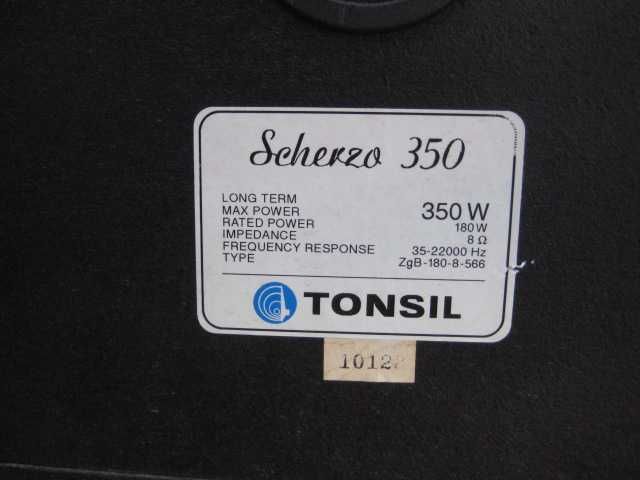 Scherzo 350
LONG TERM
MAX POWER 350 W
RATED POWER 180 W
IMPEDANCE 8 Ω
FREQUENCY RESPONSE 35-22000 Hz
TYPE ZgB-180-8-566
TONSIL